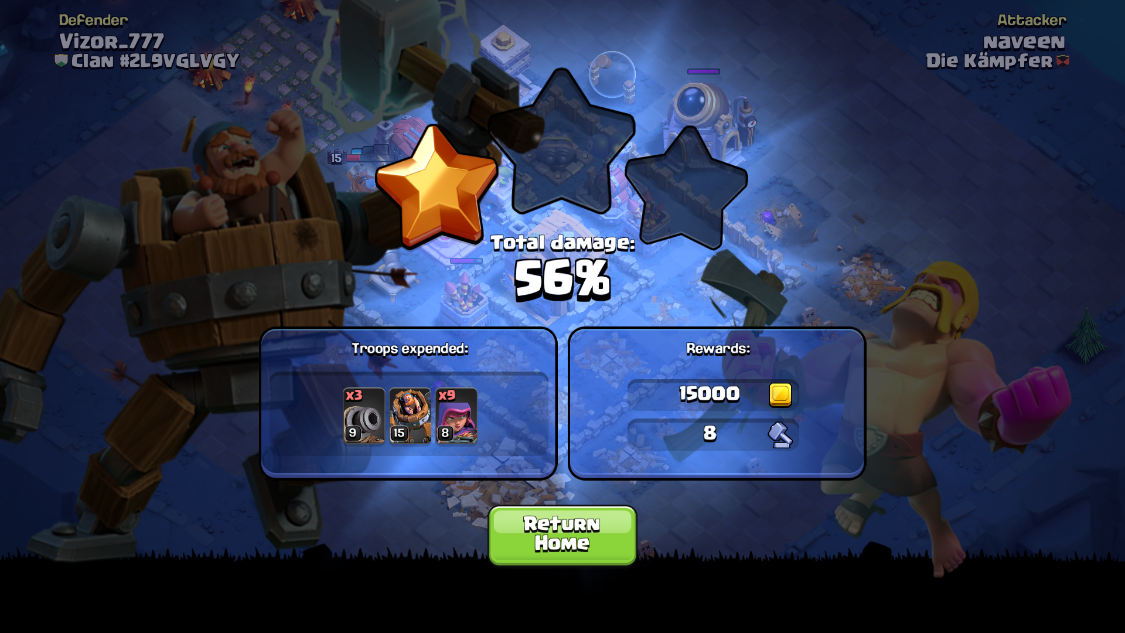 Defender
Vizor_777
Clan #2L9VGLVGY
Attacker
naveen
Die Kämpfer
15
Total damage:
56%
Troops expended:
x3
9
15
x9
8
Rewards:
15000
8
Return
Home